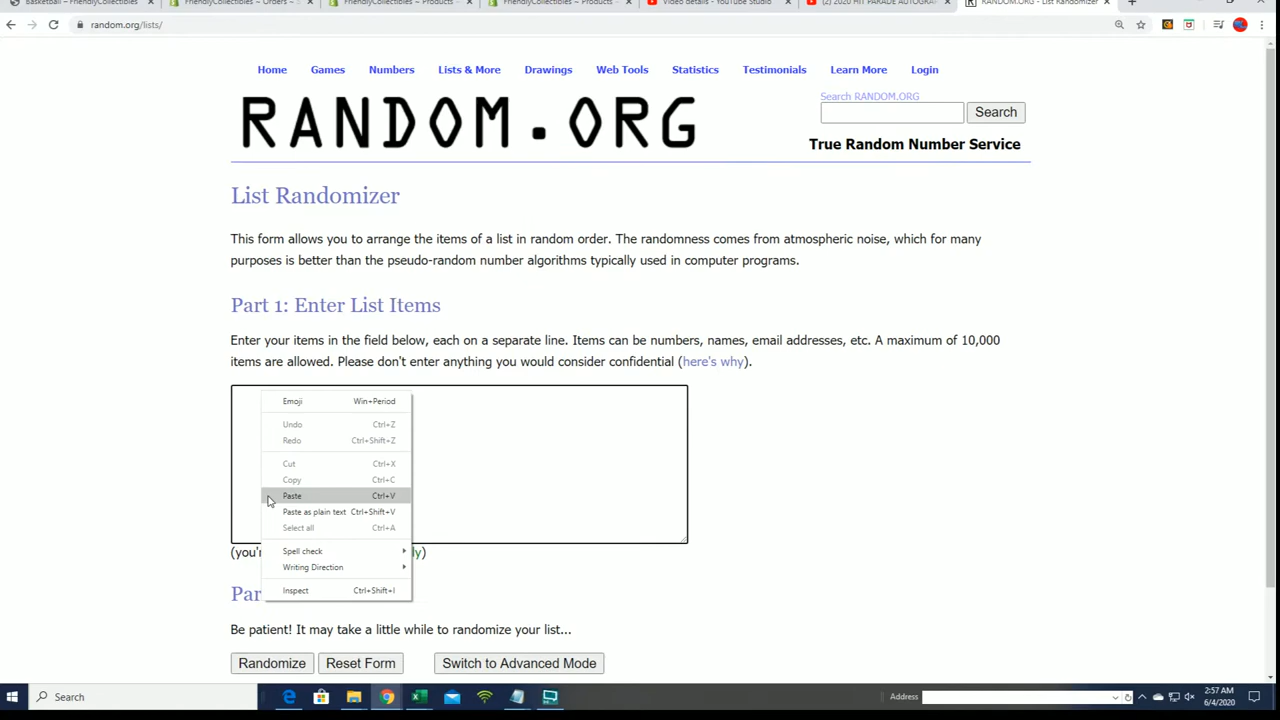 Basketball – FriendlyCollectibles
FriendlyCollectibles ~ Orders ~
FriendlyCollectibles ~ Products ~
FriendlyCollectibles ~ Products ~
Video details - YouTube Studio
(2) 2020 HIT PARADE AUTOGRA
RANDOM.ORG - List Randomizer
random.org/lists/
Home Games Numbers Lists & More Drawings Web Tools Statistics Testimonials Learn More Login
RANDOM.ORG
Search RANDOM.ORG
Search
True Random Number Service
List Randomizer
This form allows you to arrange the items of a list in random order. The randomness comes from atmospheric noise, which for many
purposes is better than the pseudo-random number algorithms typically used in computer programs.
Part 1: Enter List Items
Enter your items in the field below, each on a separate line. Items can be numbers, names, email addresses, etc. A maximum of 10,000
items are allowed. Please don't enter anything you would consider confidential (here's why).
Emoji Win+Period
Undo Ctrl+Z
Redo Ctrl+Shift+Z
Cut Ctrl+X
Copy Ctrl+C
Paste Ctrl+V
Paste as plain text Ctrl+Shift+V
Select all Ctrl+A
Spell check
Writing Direction
Inspect Ctrl+Shift+I
(you'r
ly)
Par
Be patient! It may take a little while to randomize your list...
Randomize Reset Form Switch to Advanced Mode
Search
Address
2:57 AM
6/4/2020